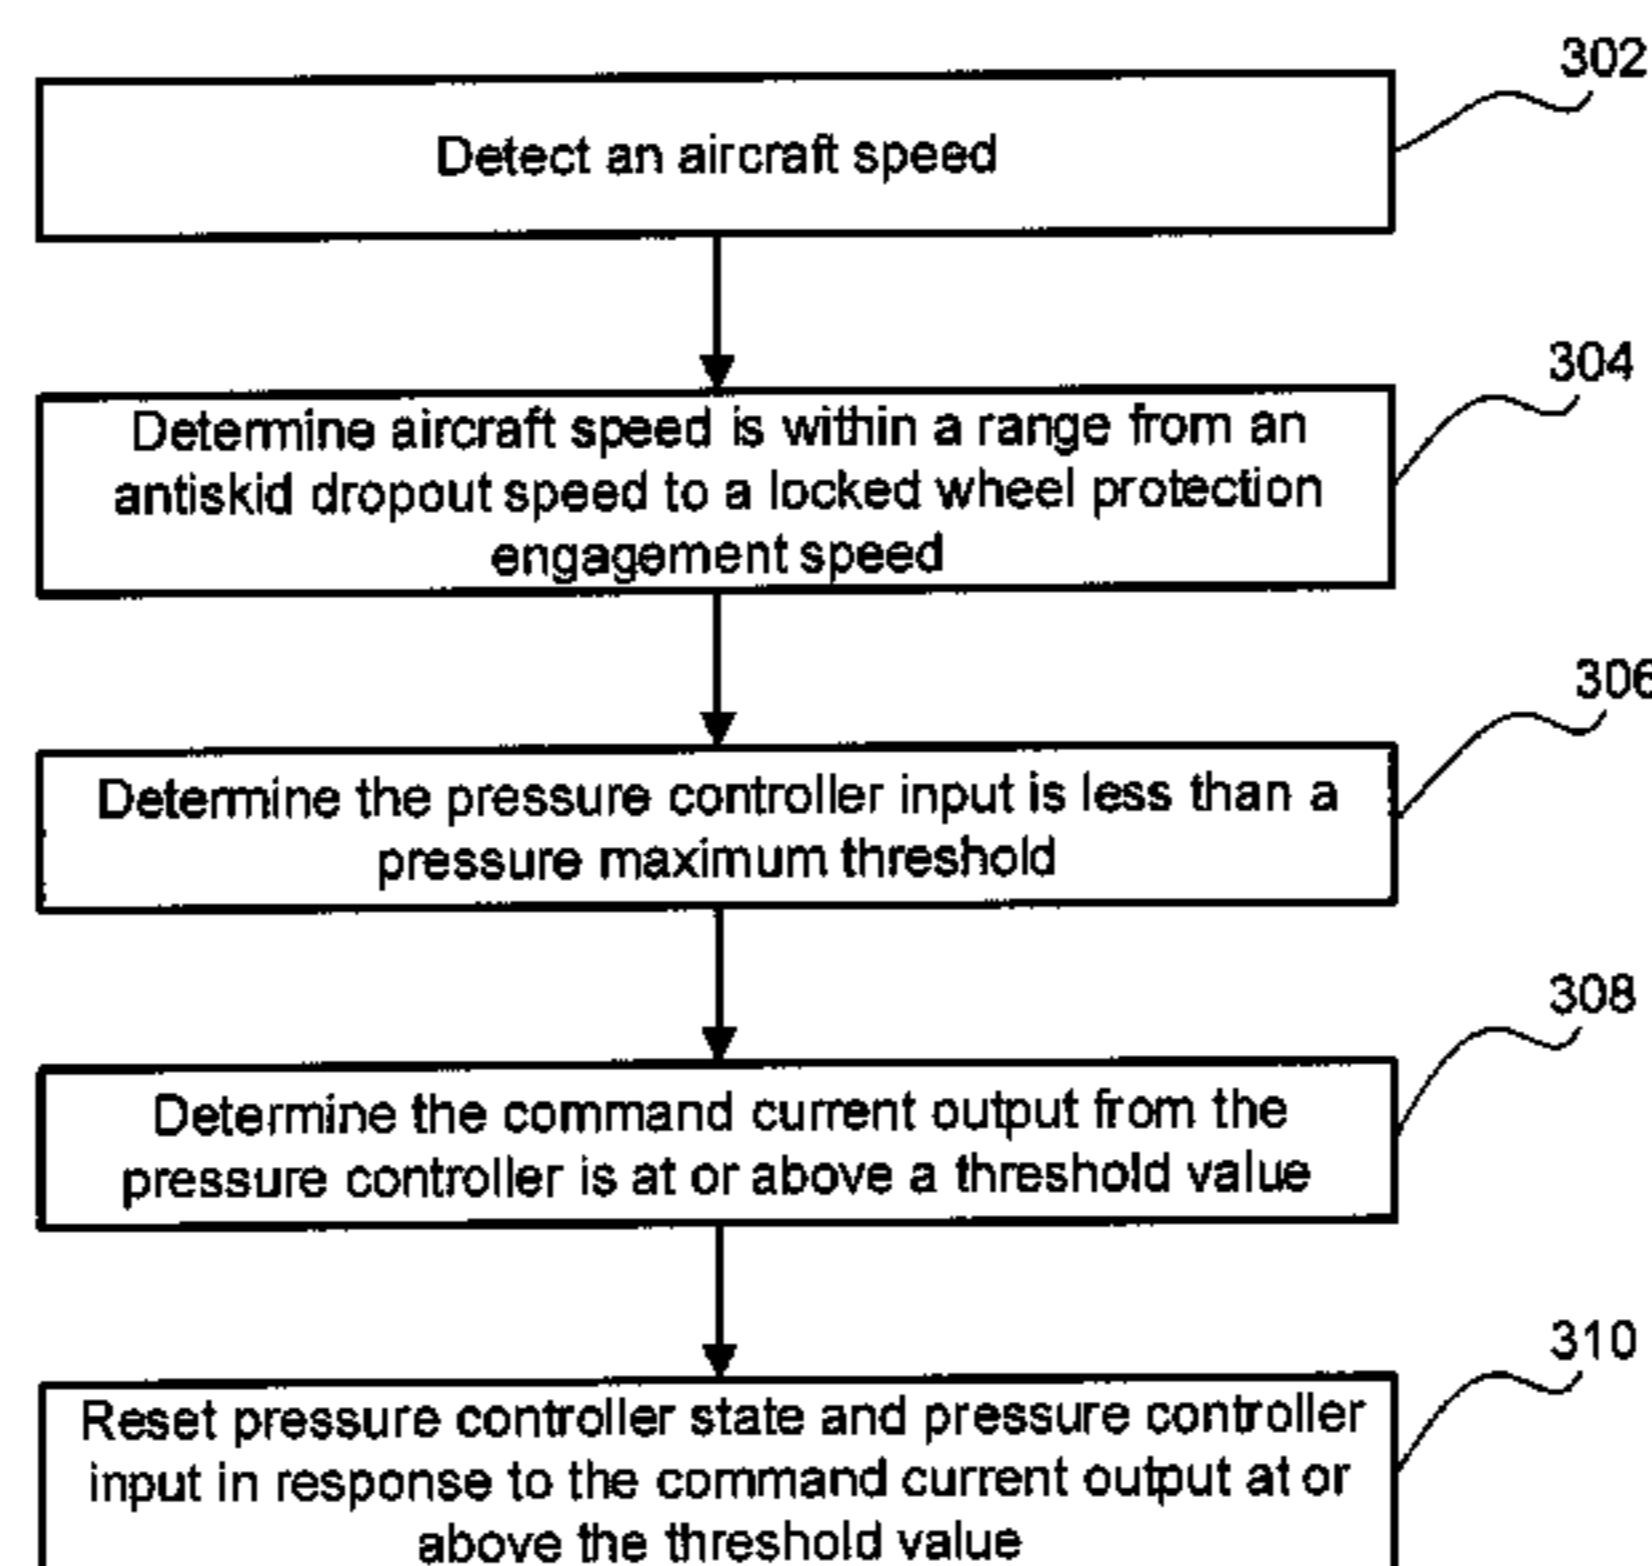 302
Detect an aircraft speed
304
Determine aircraft speed is within a range from an
antiskid dropout speed to a locked wheel protection
engagement speed
306
Determine the pressure controller input is less than a
pressure maximum threshold
308
Determine the command current output from the
pressure controller is at or above a threshold value
310
Reset pressure controller state and pressure controller
input in response to the command current output at or
above the threshold value